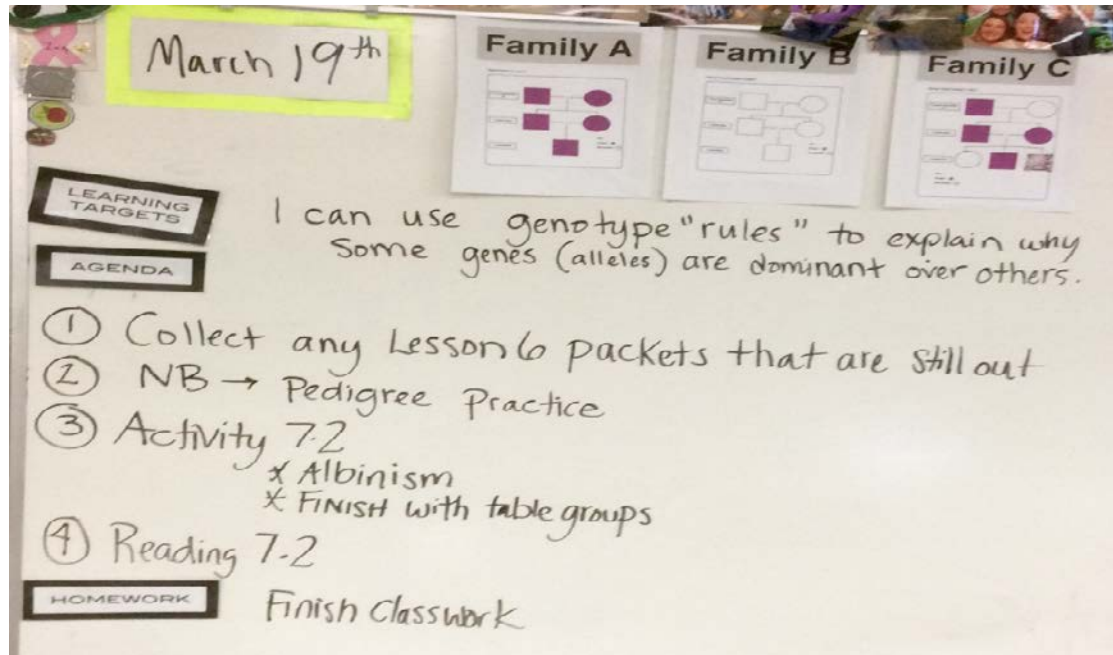 March 19th
Family A
Family B
Family C
LEARNING TARGETS
I can use genotype "rules" to explain why
some genes (alleles) are dominant over others.
AGENDA
① Collect any Lesson 6 packets that are still out
② NB → Pedigree Practice
③ Activity 7.2
* Albinism
* FINISH with table groups
④ Reading 7.2
HOMEWORK
Finish Classwork